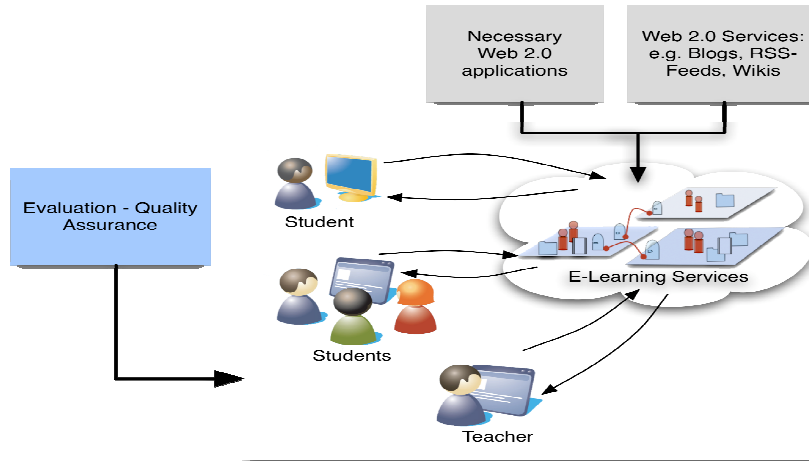 Necessary
Web 2.0
applications
Web 2.0 Services:
e.g. Blogs, RSS-
Feeds, Wikis
Evaluation - Quality
Assurance
Student
E-Learning Services
Students
Teacher